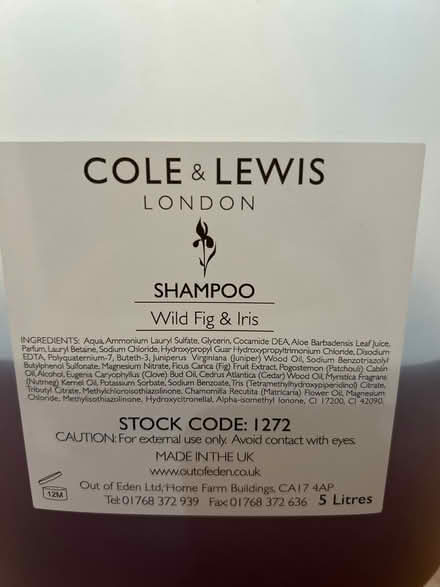 COLE & LEWIS
LONDON
SHAMPOO
Wild Fig & Iris
INGREDIENTS: Aqua, Ammonium Lauryl Sulfate, Glycerin, Cocamide DEA, Aloe Barbadensis Leaf Juice,
Parfum, Lauryl Betaine, Sodium Chloride, Hydroxypropyl Guar Hydroxypropyltrimonium Chloride, Disodium
EDTA, Polyquaternium-7, Buteth-3, Juniperus Virginiana (Juniper) Wood Oil, Sodium Benzotriazolyl
Butylphenol Sulfonate, Magnesium Nitrate, Ficus Carica (Fig) Fruit Extract, Pogostemon (Patchouli) Cablin
Oil, Alcohol, Eugenia Caryophyllus (Clove) Bud Oil, Cedrus Atlantica (Cedar) Wood Oil, Myristica Fragrans
(Nutmeg) Kernel Oil, Potassium Sorbate, Sodium Benzoate, Tris (Tetramethylhydroxypiperidinol) Citrate,
Tributyl Citrate, Methylchloroisothiazolinone, Chamomilla Recutita (Matricaria) Flower Oil, Magnesium
Chloride, Methylisothiazolinone, Hydroxycitronellal, Alpha-isomethyl Ionone, CI 17200, CI 42090.
STOCK CODE: 1272
CAUTION: For external use only. Avoid contact with eyes.
MADE IN THE UK
www.outofeden.co.uk
12M
Out of Eden Ltd, Home Farm Buildings, CA17 4AP
Tel: 01768 372 939 Fax: 01768 372 636 5 Litres